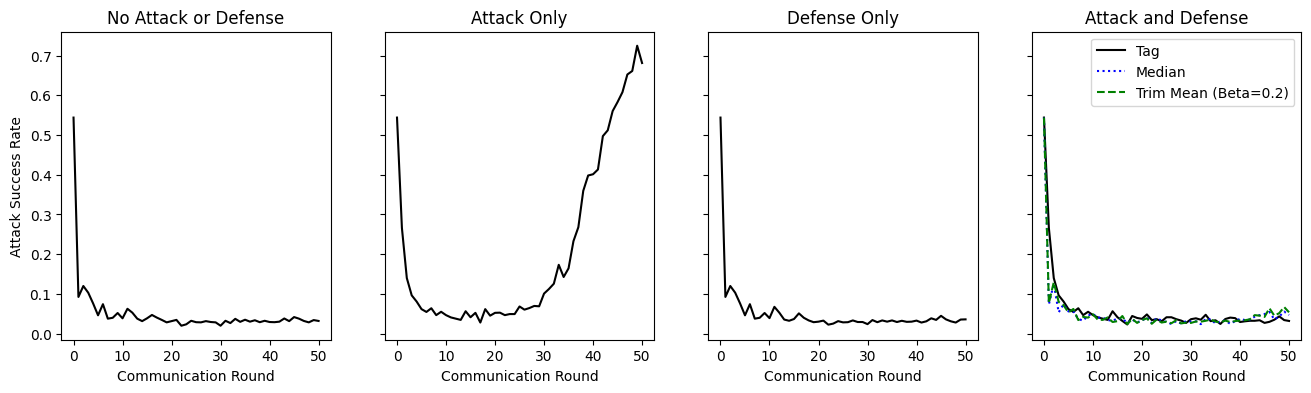 No Attack or Defense
Attack Only
Defense Only
Attack and Defense
Attack Success Rate
0.7
0.6
0.5
0.4
0.3
0.2
0.1
0.0
Tag
Median
Trim Mean (Beta=0.2)
0 10 20 30 40 50
0 10 20 30 40 50
0 10 20 30 40 50
0 10 20 30 40 50
Communication Round
Communication Round
Communication Round
Communication Round